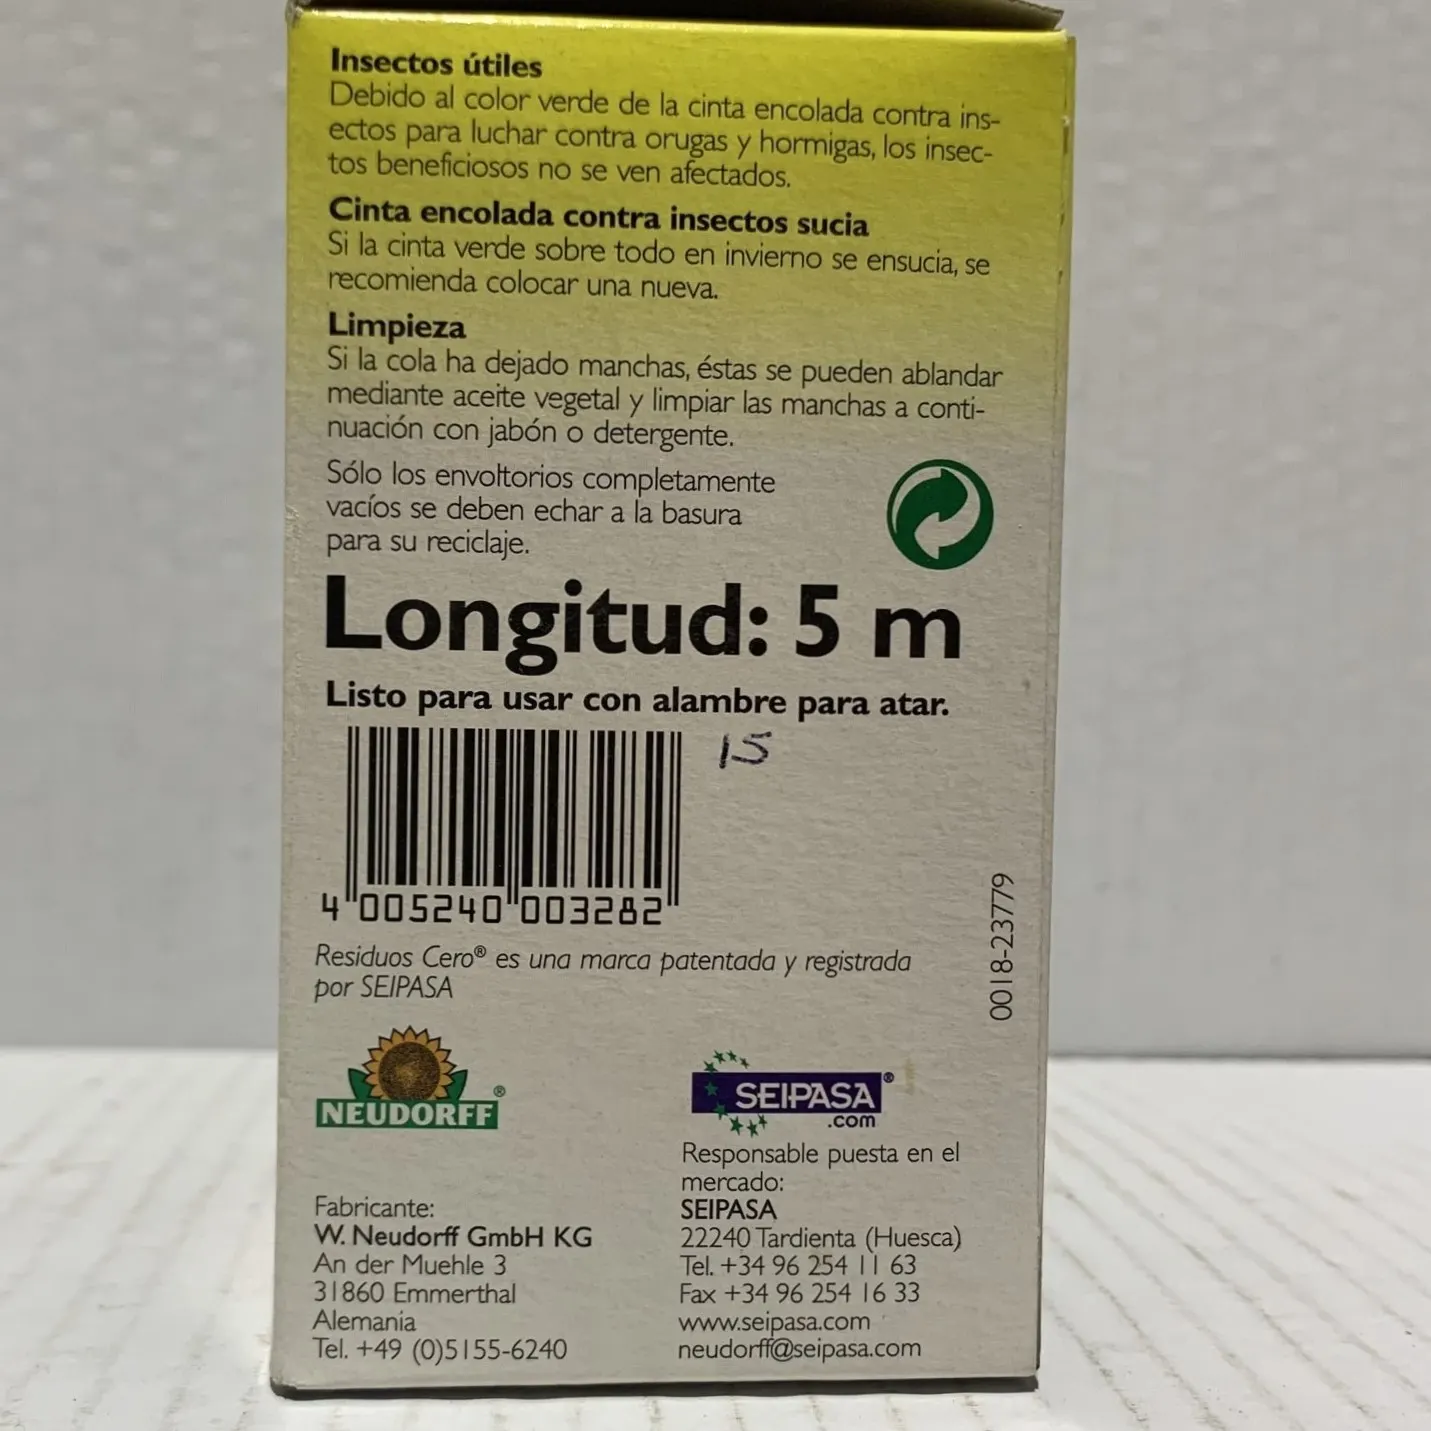 Insectos útiles
Debido al color verde de la cinta encolada contra ins-
ectos para luchar contra orugas y hormigas, los insec-
tos beneficiosos no se ven afectados.
Cinta encolada contra insectos sucia
Si la cinta verde sobre todo en invierno se ensucia, se
recomienda colocar una nueva.
Limpieza
Si la cola ha dejado manchas, éstas se pueden ablandar
mediante aceite vegetal y limpiar las manchas a conti-
nuación con jabón o detergente.
Sólo los envoltorios completamente
vacíos se deben echar a la basura
para su reciclaje.
Longitud: 5 m
Listo para usar con alambre para atar.
15
4 005240 003282
0018-23779
Residuos Cero® es una marca patentada y registrada
por SEIPASA
NEUDORFF®
Fabricante:
W. Neudorff GmbH KG
An der Muehle 3
31860 Emmerthal
Alemania
Tel. +49 (0)5155-6240
SEIPASA®
.com
Responsable puesta en el
mercado:
SEIPASA
22240 Tardienta (Huesca)
Tel. +34 96 254 11 63
Fax +34 96 254 16 33
www.seipasa.com
neudorff@seipasa.com